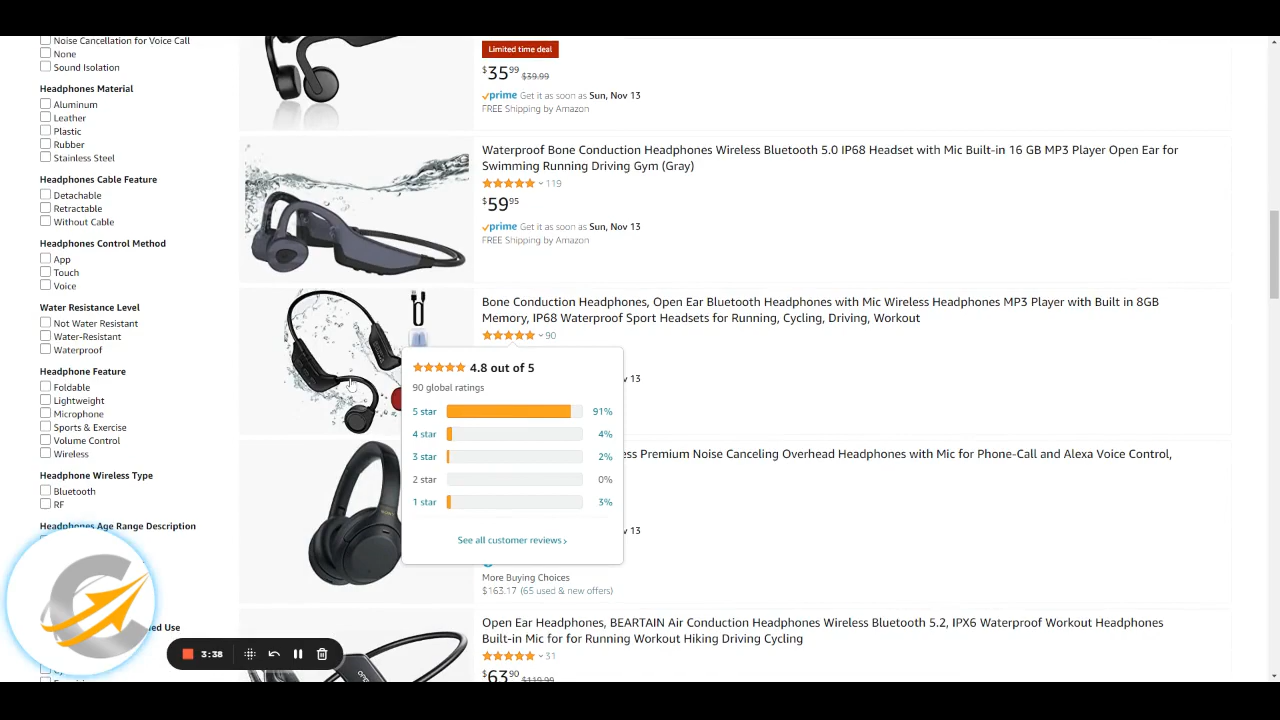 Noise Cancellation for Voice Call
None
Sound Isolation
Headphones Material
Aluminum
Leather
Plastic
Rubber
Stainless Steel
Headphones Cable Feature
Detachable
Retractable
Without Cable
Headphones Control Method
App
Touch
Voice
Water Resistance Level
Not Water Resistant
Water-Resistant
Waterproof
Headphone Feature
Foldable
Lightweight
Microphone
Sports & Exercise
Volume Control
Wireless
Headphone Wireless Type
Bluetooth
RF
Headphones Age Range Description
ed Use
Limited time deal
$35.99 $39.99
prime Get it as soon as Sun, Nov 13
FREE Shipping by Amazon
Waterproof Bone Conduction Headphones Wireless Bluetooth 5.0 IP68 Headset with Mic Built-in 16 GB MP3 Player Open Ear for
Swimming Running Driving Gym (Gray)
119
$59.95
prime Get it as soon as Sun, Nov 13
FREE Shipping by Amazon
Bone Conduction Headphones, Open Ear Bluetooth Headphones with Mic Wireless Headphones MP3 Player with Built in 8GB
Memory, IP68 Waterproof Sport Headsets for Running, Cycling, Driving, Workout
90
4.8 out of 5
90 global ratings
5 star 91%
4 star 4%
3 star 2%
2 star 0%
1 star 3%
See all customer reviews
v 13
ess Premium Noise Canceling Overhead Headphones with Mic for Phone-Call and Alexa Voice Control,
v 13
SONY
More Buying Choices
$163.17 (65 used & new offers)
Open Ear Headphones, BEARTAIN Air Conduction Headphones Wireless Bluetooth 5.2, IPX6 Waterproof Workout Headphones
Built-in Mic for for Running Workout Hiking Driving Cycling
31
$63.90 $119.99
3:38